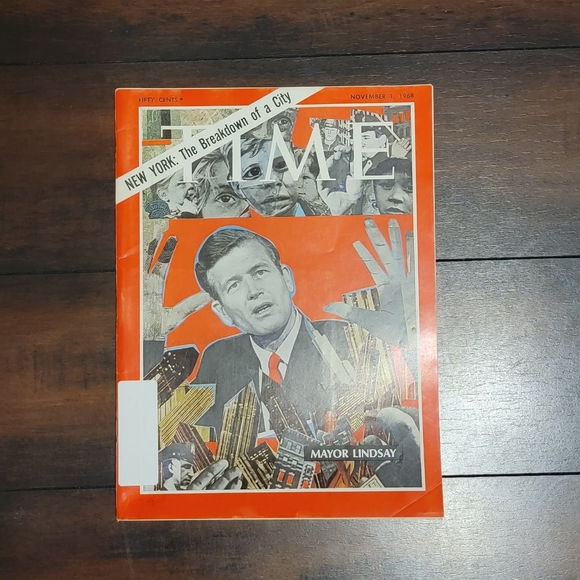 FIFTY CENTS
NOVEMBER 1, 1968
NEW YORK: The Breakdown of a City
TIME
MAYOR LINDSAY